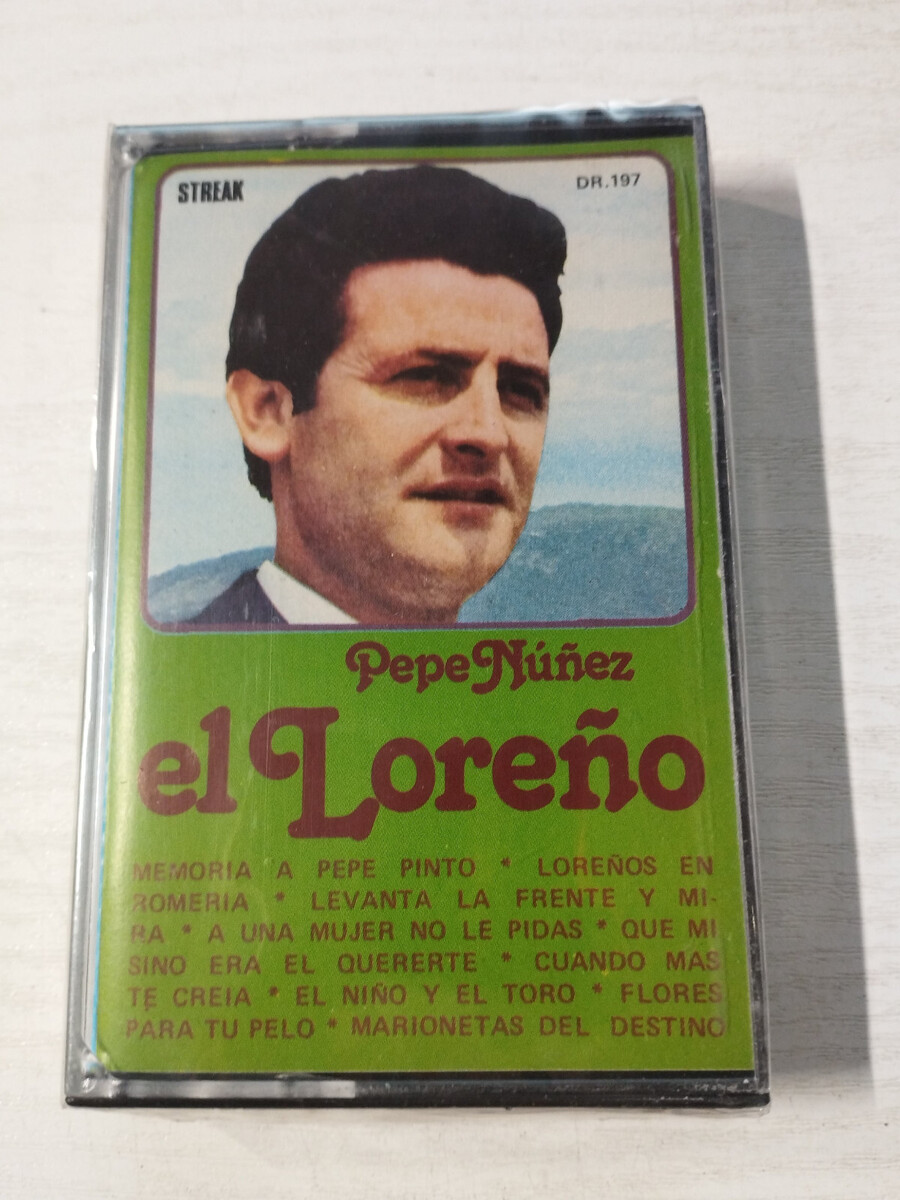 STREAK
DR.197
Pepe Núñez
el Loreño
MEMORIA A PEPE PINTO * LOREÑOS EN
ROMERIA * LEVANTA LA FRENTE Y MI-
RA * A UNA MUJER NO LE PIDAS * QUE MI
SINO ERA EL QUERERTE * CUANDO MAS
TE CREIA * EL NIÑO Y EL TORO * FLORES
PARA TU PELO * MARIONETAS DEL DESTINO